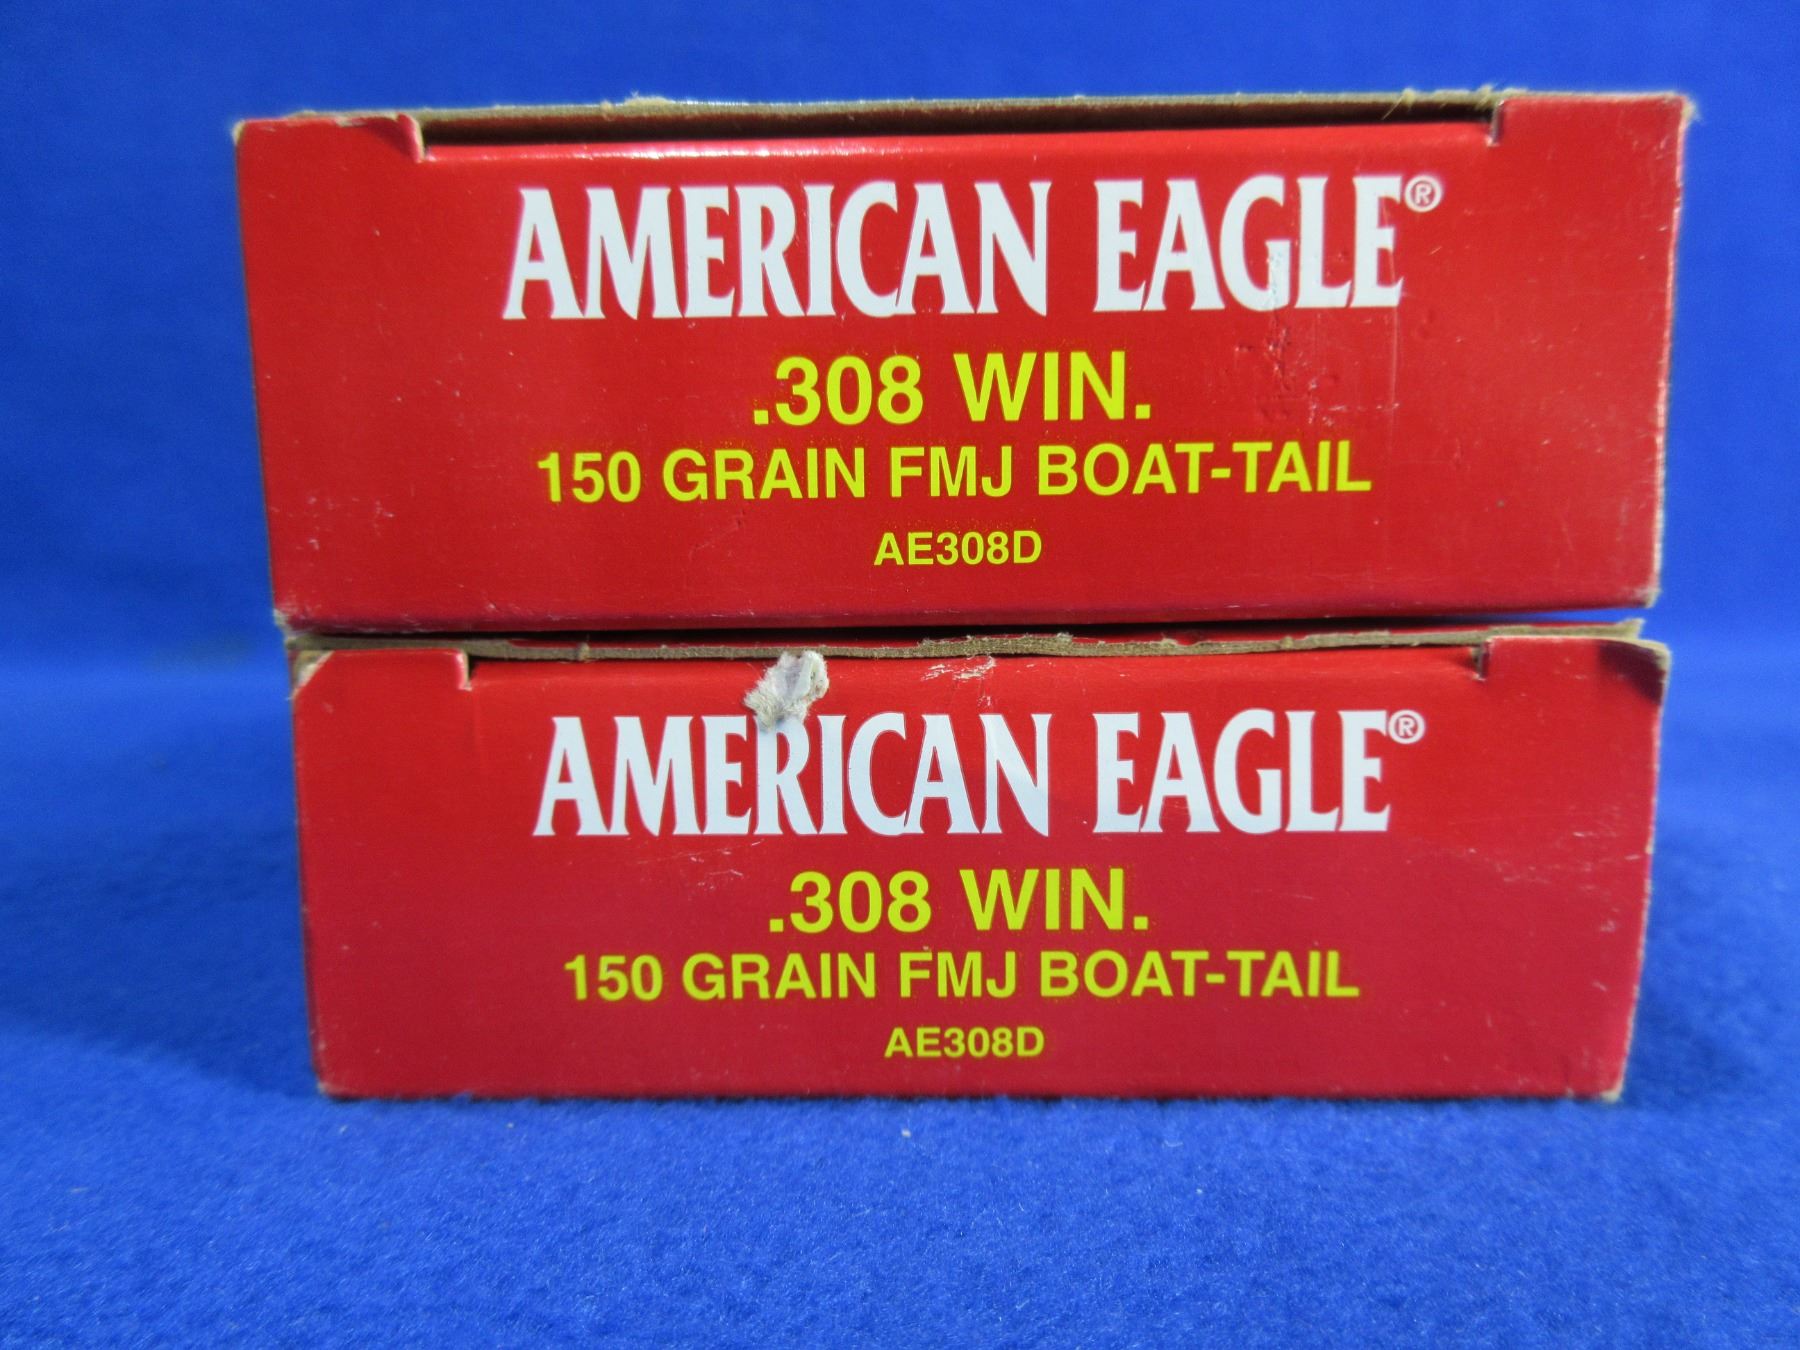 AMERICAN EAGLE®
.308 WIN.
150 GRAIN FMJ BOAT-TAIL
AE308D
AMERICAN EAGLE®
.308 WIN.
150 GRAIN FMJ BOAT-TAIL
AE308D